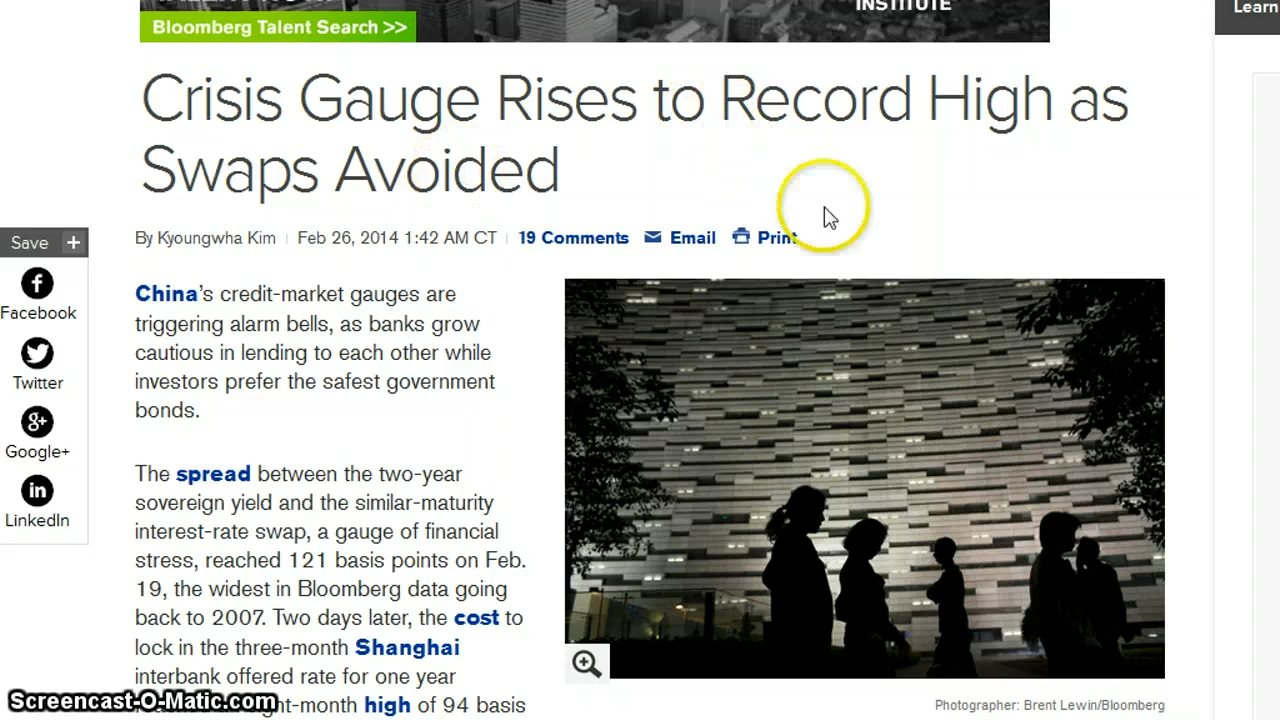 INSTITUTE
Learn
Bloomberg Talent Search >>
Crisis Gauge Rises to Record High as
Swaps Avoided
By Kyoungwha Kim | Feb 26, 2014 1:42 AM CT | 19 Comments Email Print
Save +
Facebook
Twitter
g+
Google+
in
LinkedIn
China’s credit-market gauges are
triggering alarm bells, as banks grow
cautious in lending to each other while
investors prefer the safest government
bonds.
The spread between the two-year
sovereign yield and the similar-maturity
interest-rate swap, a gauge of financial
stress, reached 121 basis points on Feb.
19, the widest in Bloomberg data going
back to 2007. Two days later, the cost to
lock in the three-month Shanghai
interbank offered rate for one year
high of 94 basis
Photographer: Brent Lewin/Bloomberg
Screencast-O-Matic.com